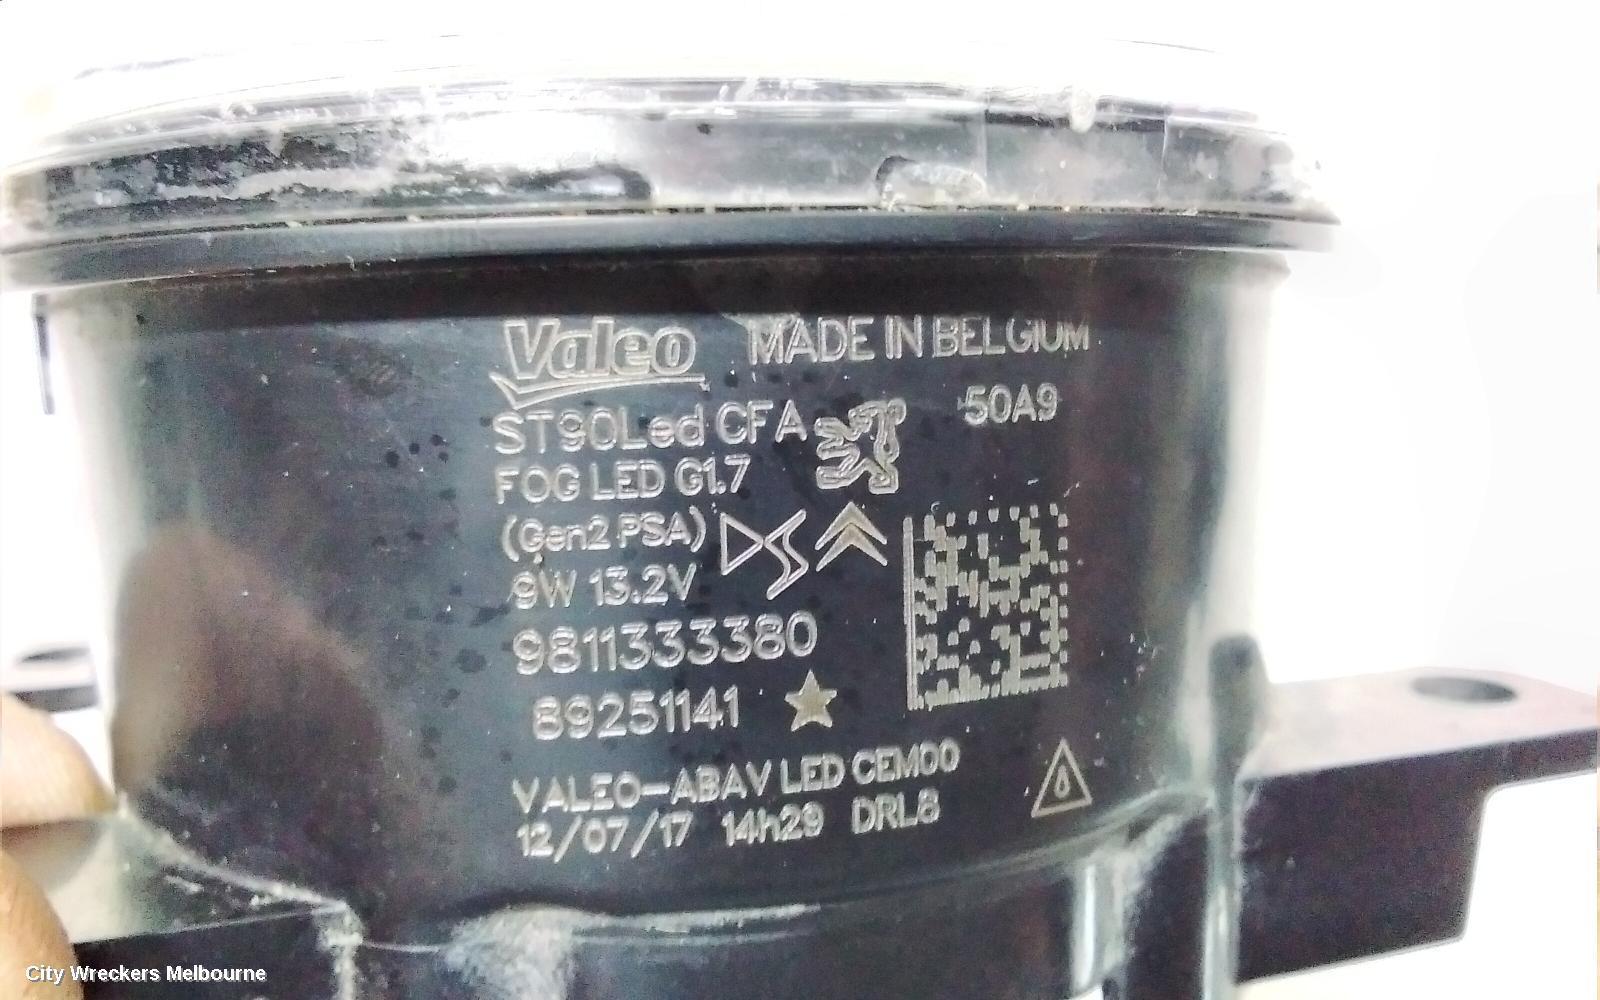 Valeo MADE IN BELGIUM
50A9
ST90Led CFA
FOG LED G1.7
(Gen2 PSA)
9W 13.2V
9811333380
89251141
VALEO-ABAV LED CEM00
12/07/17 14h29 DRL8
City Wreckers Melbourne